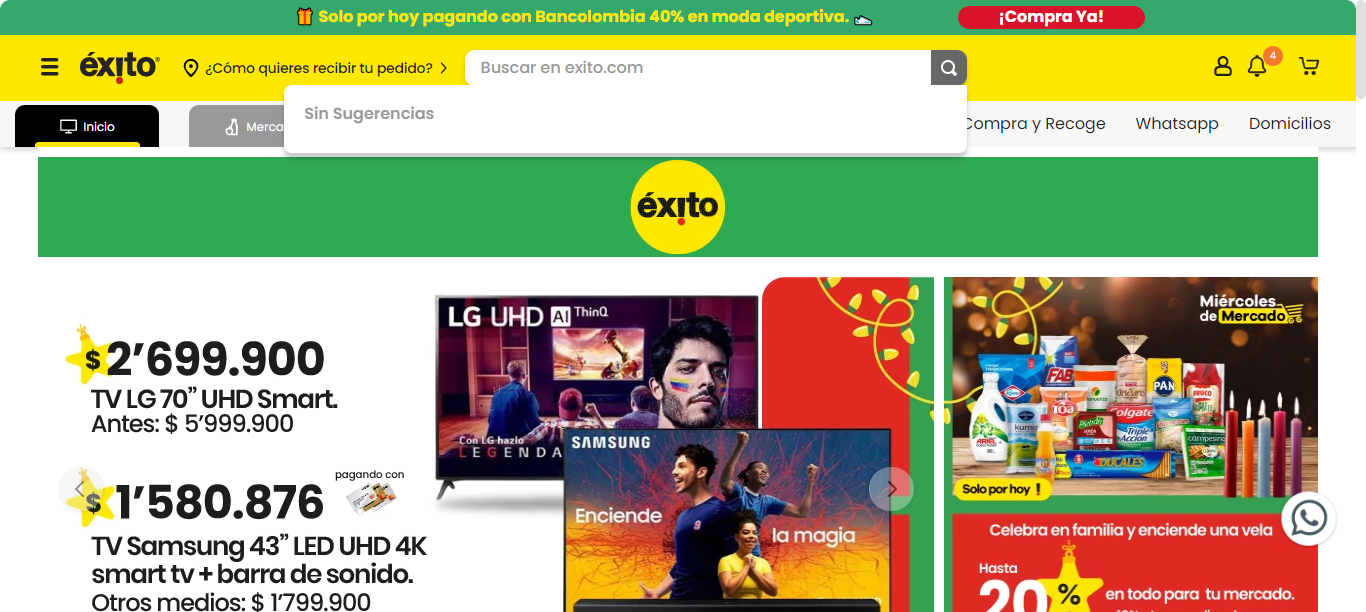 Solo por hoy pagando con Bancolombia 40% en moda deportiva.
¡Compra Ya!
éxito
¿Cómo quieres recibir tu pedido?
Buscar en exito.com
4
Sin Sugerencias
Inicio
Merca
Compra y Recoge
Whatsapp
Domicilios
éxito
$2’699.900
TV LG 70” UHD Smart.
Antes: $ 5’999.900
pagando con
$1’580.876
TV Samsung 43” LED UHD 4K
smart tv + barra de sonido.
Otros medios: $ 1’799.900
LG UHD AI ThinQ
Con LG hazlo
LEGENDA
SAMSUNG
Enciende
la magia
Miércoles
de Mercado
FAB
PAN
Colgate
Triple
Acción
DUCALES
ARIEL
Campesino
Solo por hoy !
Celebra en familia y enciende una vela
Hasta
20%
en todo para tu mercado.